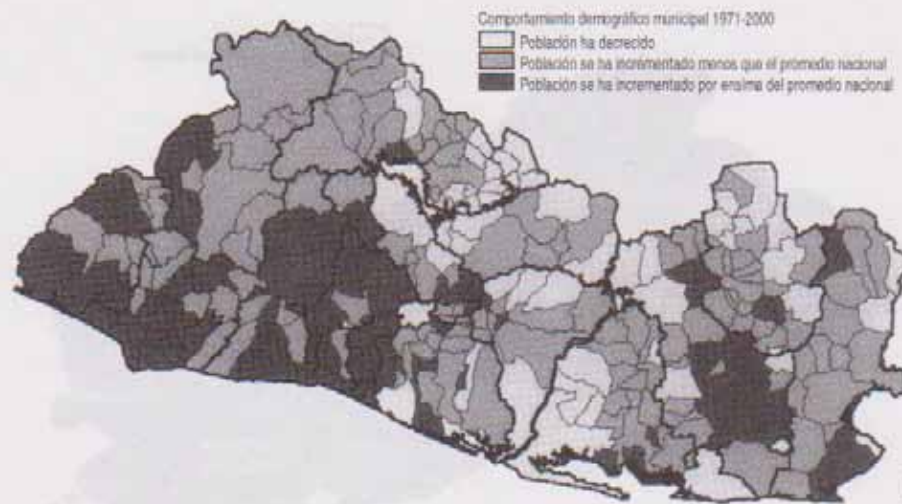 Comportamiento demográfico municipal 1971-2000
Población ha decrecido
Población se ha incrementado menos que el promedio nacional
Población se ha incrementado por ensima del promedio nacional